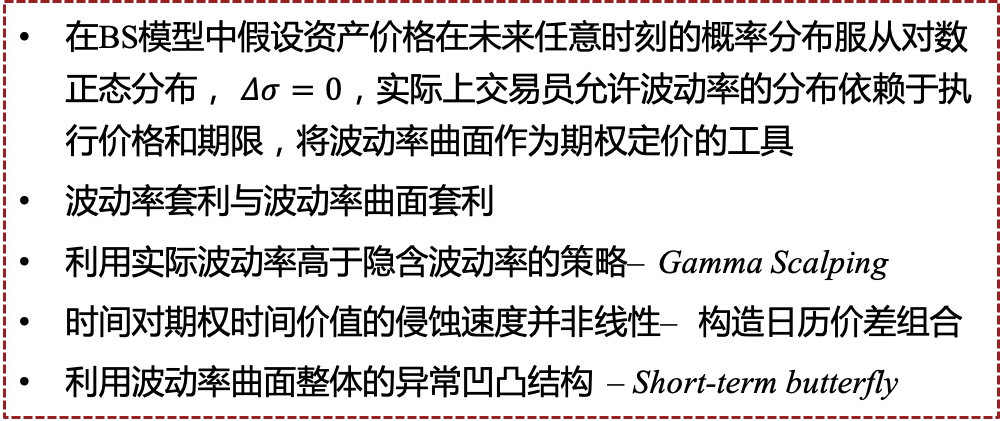 • 在BS模型中假设资产价格在未来任意时刻的概率分布服从对数
正态分布，Δσ = 0，实际上交易员允许波动率的分布依赖于执
行价格和期限，将波动率曲面作为期权定价的工具
• 波动率套利与波动率曲面套利
• 利用实际波动率高于隐含波动率的策略– Gamma Scalping
• 时间对期权时间价值的侵蚀速度并非线性– 构造日历价差组合
• 利用波动率曲面整体的异常凹凸结构 – Short-term butterfly